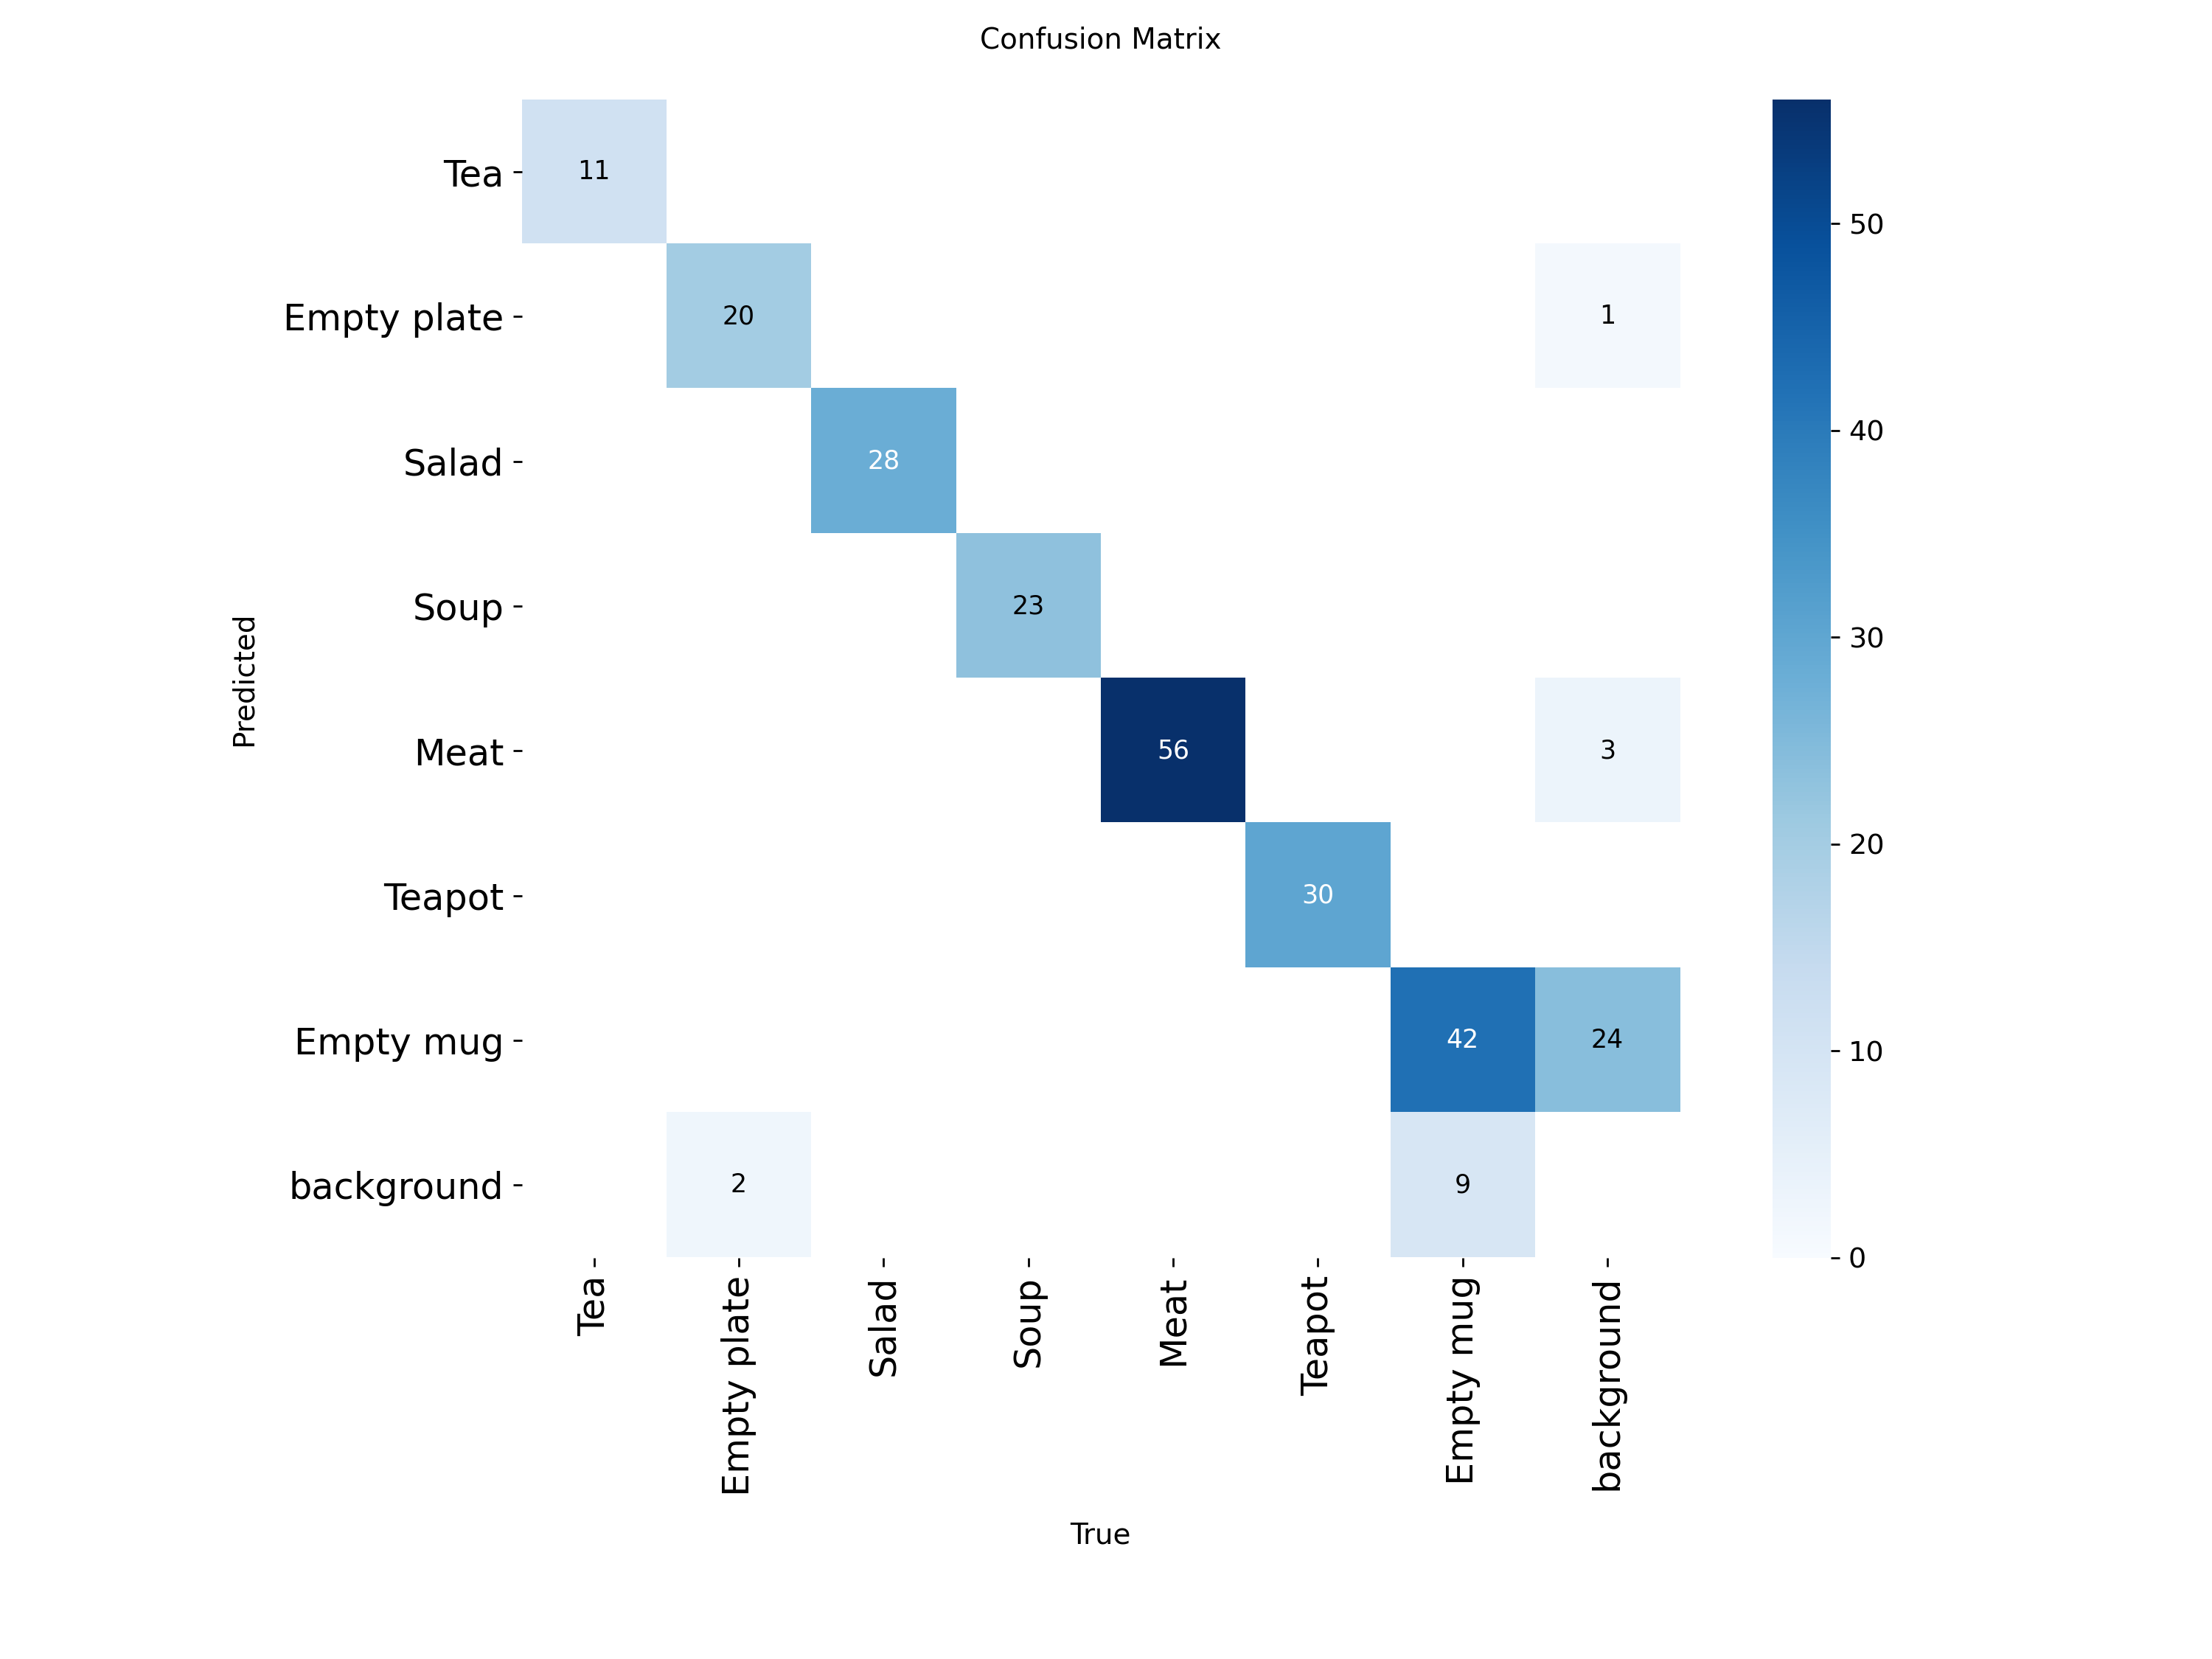 Confusion Matrix
Tea
11
Empty plate
20
1
Salad
28
Soup
23
Meat
56
3
Teapot
30
Empty mug
42
24
background
2
9
Predicted
Tea
Empty plate
Salad
Soup
Meat
Teapot
Empty mug
background
True
50
40
30
20
10
0